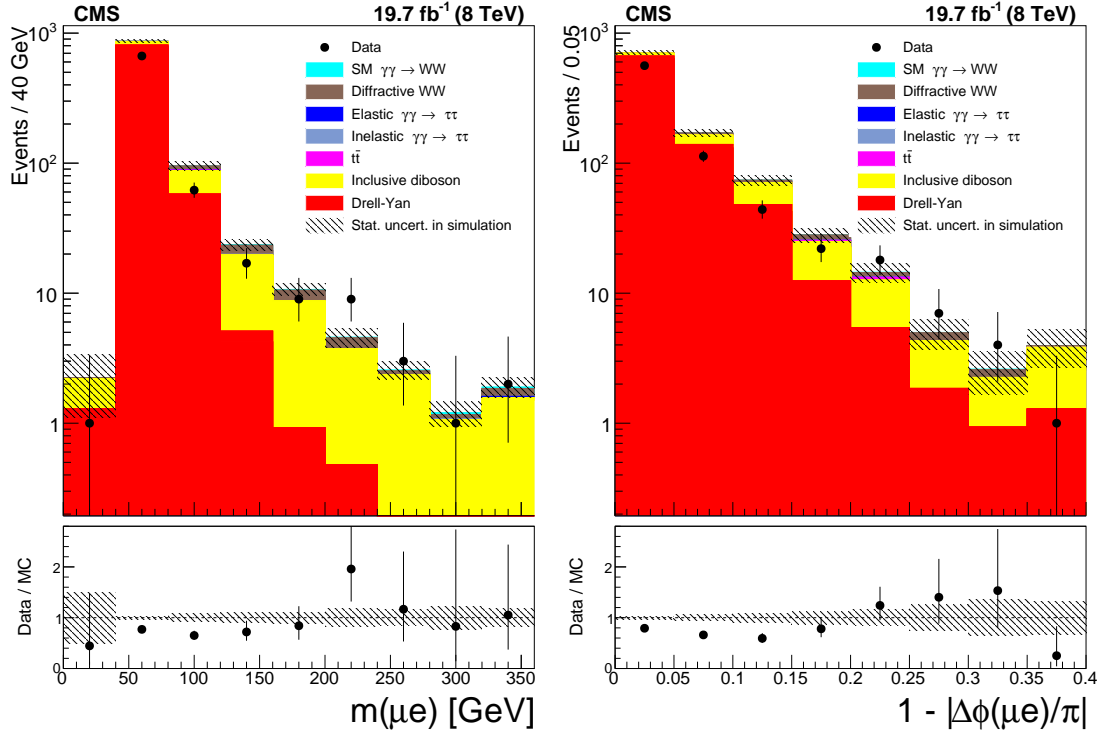 CMS 19.7 fb⁻¹ (8 TeV)
Events / 40 GeV
10³
10²
10
1
Data
SM γγ → WW
Diffractive WW
Elastic γγ → ττ
Inelastic γγ → ττ
tt̄
Inclusive diboson
Drell-Yan
Stat. uncert. in simulation
Data / MC
2
1
0
0 50 100 150 200 250 300 350
m(μe) [GeV]
CMS 19.7 fb⁻¹ (8 TeV)
Events / 0.05
10³
10²
10
1
Data
SM γγ → WW
Diffractive WW
Elastic γγ → ττ
Inelastic γγ → ττ
tt̄
Inclusive diboson
Drell-Yan
Stat. uncert. in simulation
Data / MC
2
1
0
0 0.05 0.1 0.15 0.2 0.25 0.3 0.35 0.4
1 - |Δϕ(μe)/π|